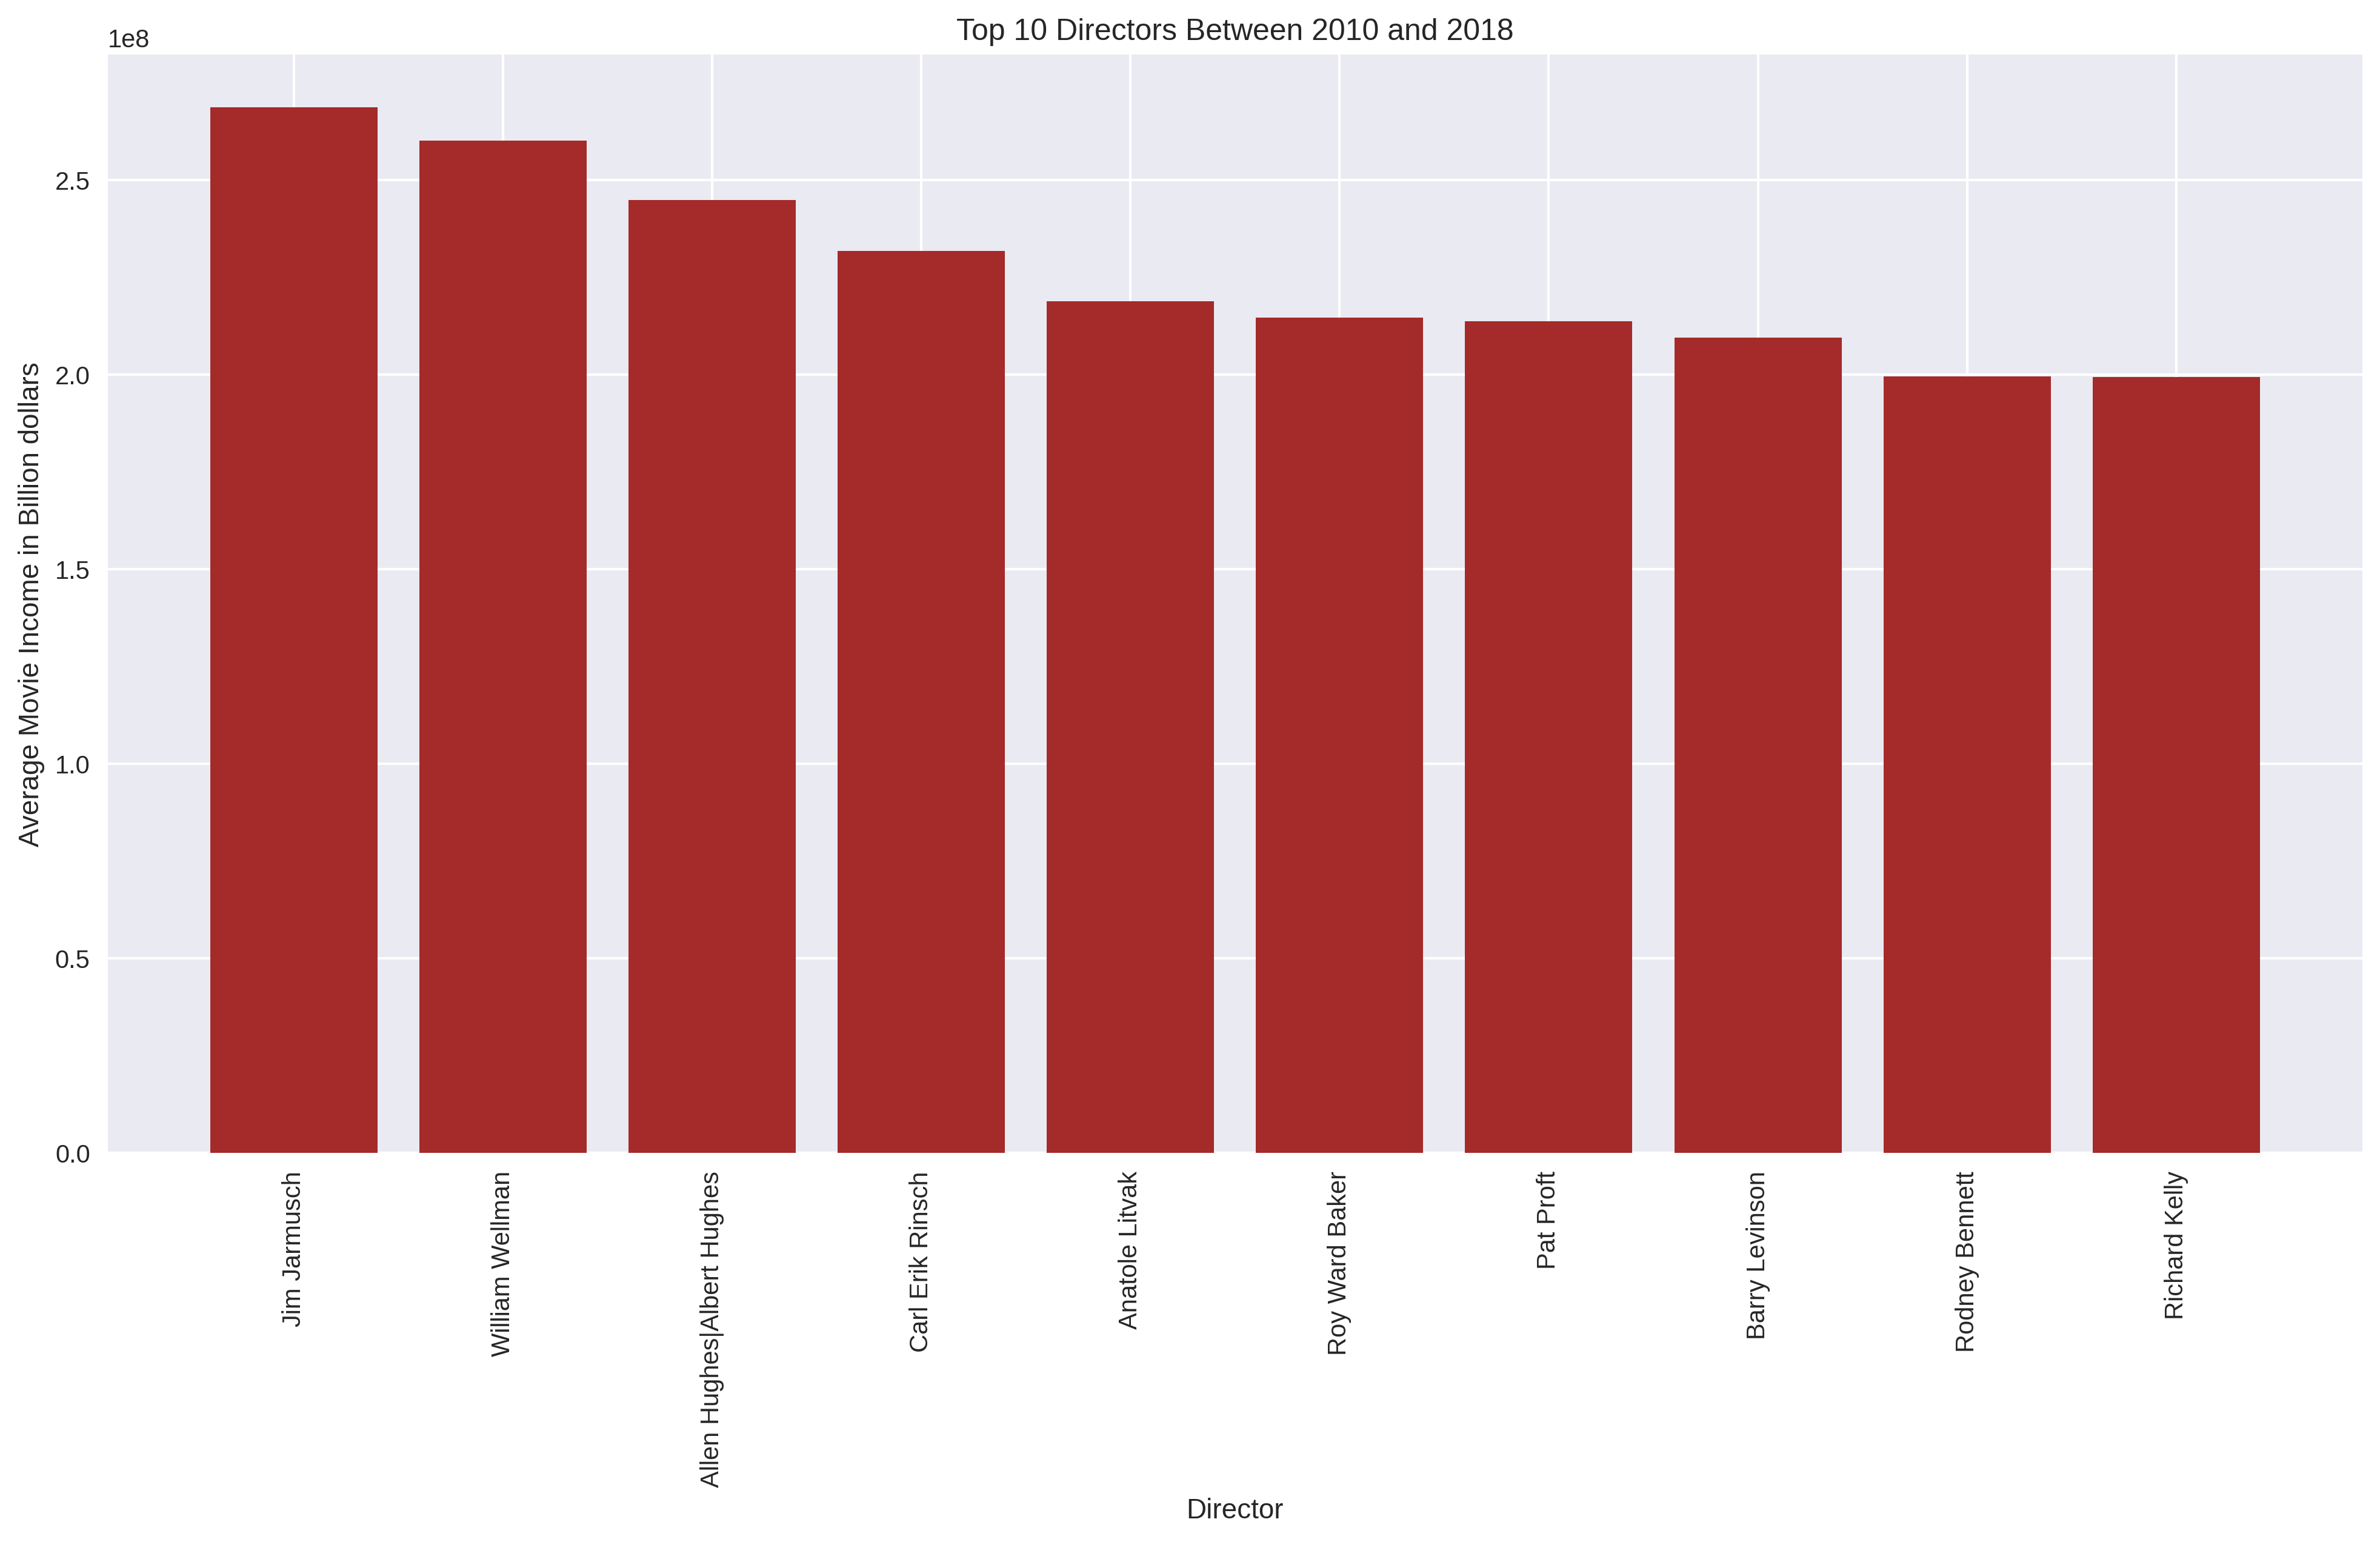 Top 10 Directors Between 2010 and 2018
1e8
Average Movie Income in Billion dollars
2.5
2.0
1.5
1.0
0.5
0.0
Jim Jarmusch
William Wellman
Allen Hughes|Albert Hughes
Carl Erik Rinsch
Anatole Litvak
Roy Ward Baker
Pat Proft
Barry Levinson
Rodney Bennett
Richard Kelly
Director